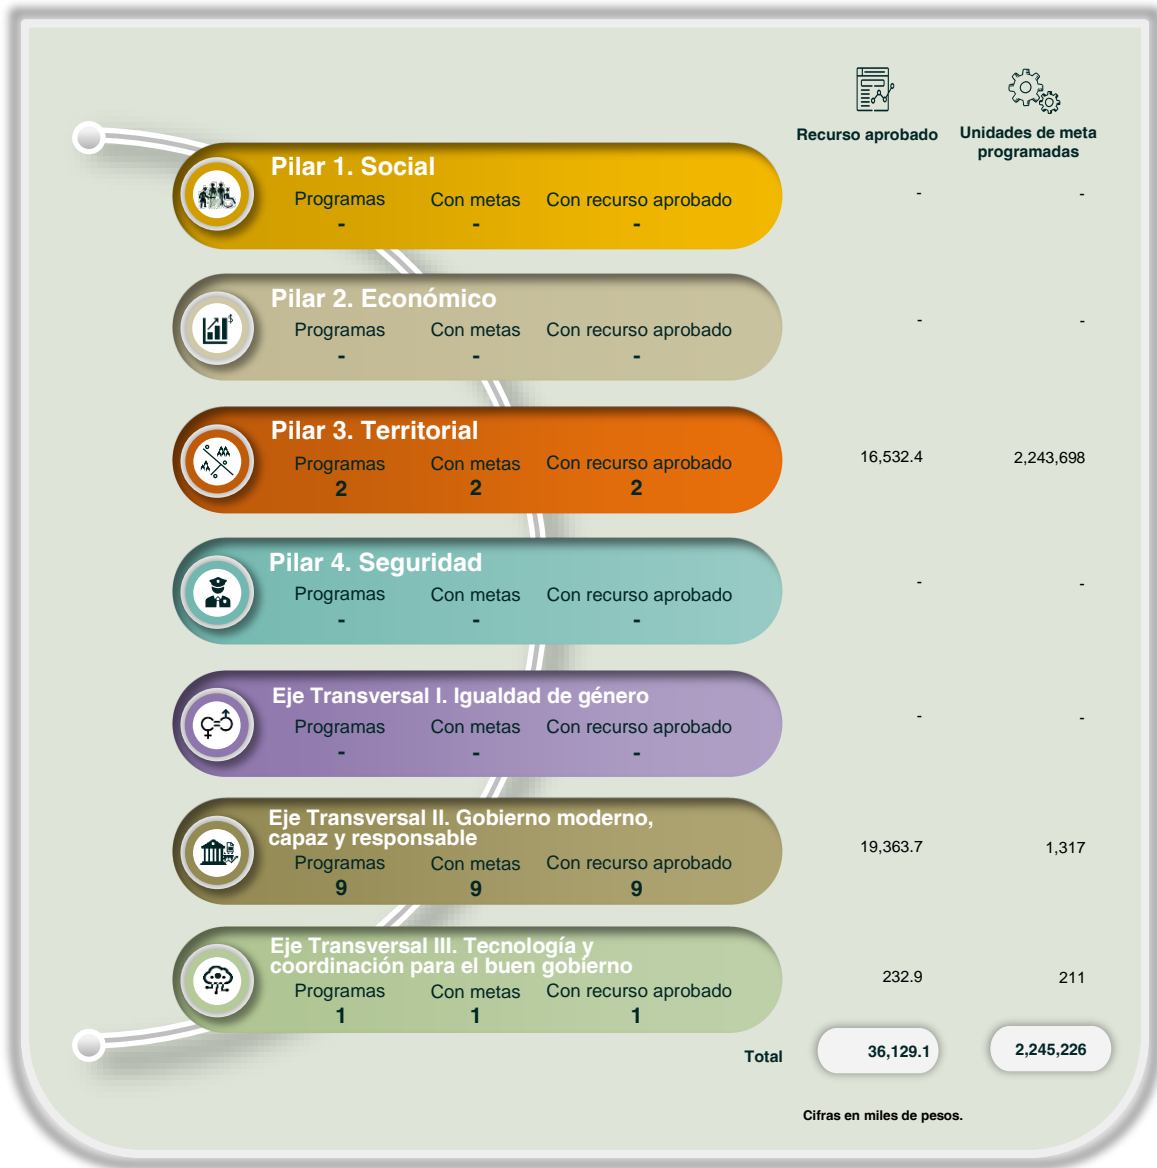 Recurso aprobado
Unidades de meta
programadas
Pilar 1. Social
Programas Con metas Con recurso aprobado
- - -
- -
Pilar 2. Económico
Programas Con metas Con recurso aprobado
- - -
- -
Pilar 3. Territorial
Programas Con metas Con recurso aprobado
2 2 2
16,532.4 2,243,698
Pilar 4. Seguridad
Programas Con metas Con recurso aprobado
- - -
- -
Eje Transversal I. Igualdad de género
Programas Con metas Con recurso aprobado
- - -
- -
Eje Transversal II. Gobierno moderno,
capaz y responsable
Programas Con metas Con recurso aprobado
9 9 9
19,363.7 1,317
Eje Transversal III. Tecnología y
coordinación para el buen gobierno
Programas Con metas Con recurso aprobado
1 1 1
232.9 211
Total 36,129.1 2,245,226
Cifras en miles de pesos.